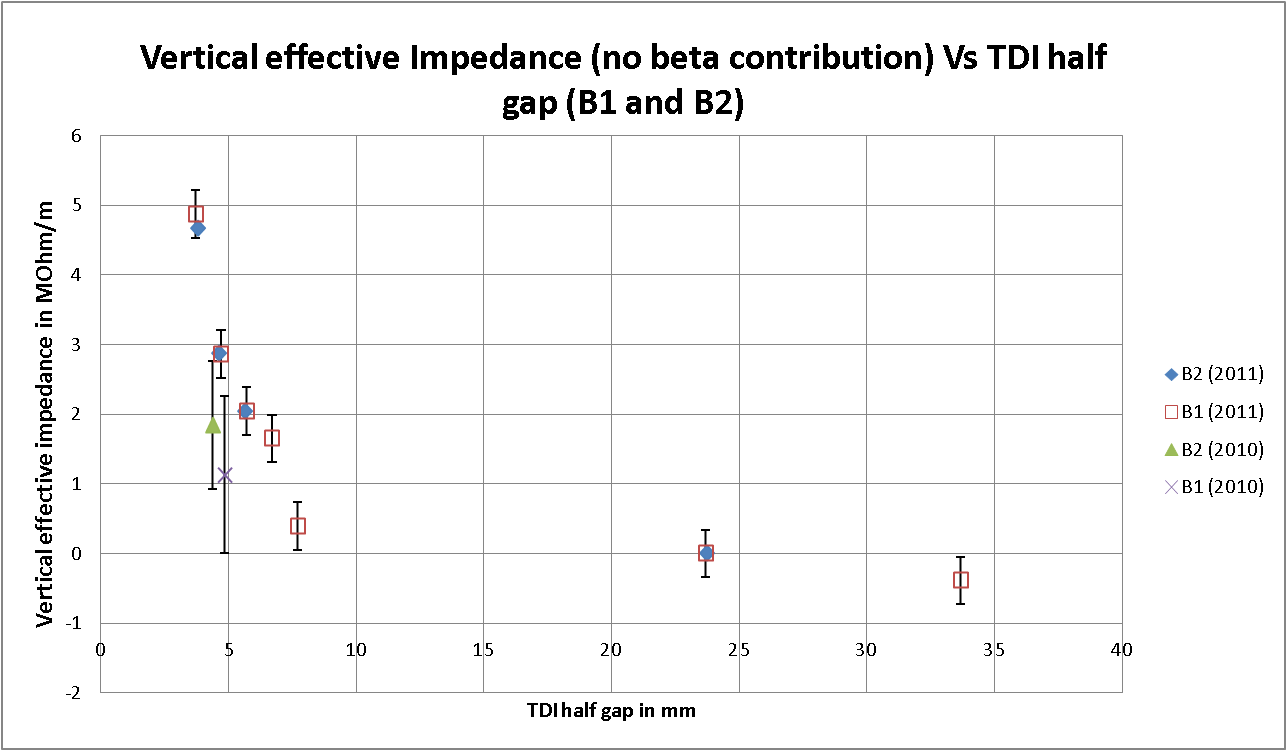 Vertical effective Impedance (no beta contribution) Vs TDI half
gap (B1 and B2)
Vertical effective impedance in MOhm/m
6
5
4
3
2
1
0
-1
-2
0 5 10 15 20 25 30 35 40
TDI half gap in mm
B2 (2011)
B1 (2011)
B2 (2010)
B1 (2010)